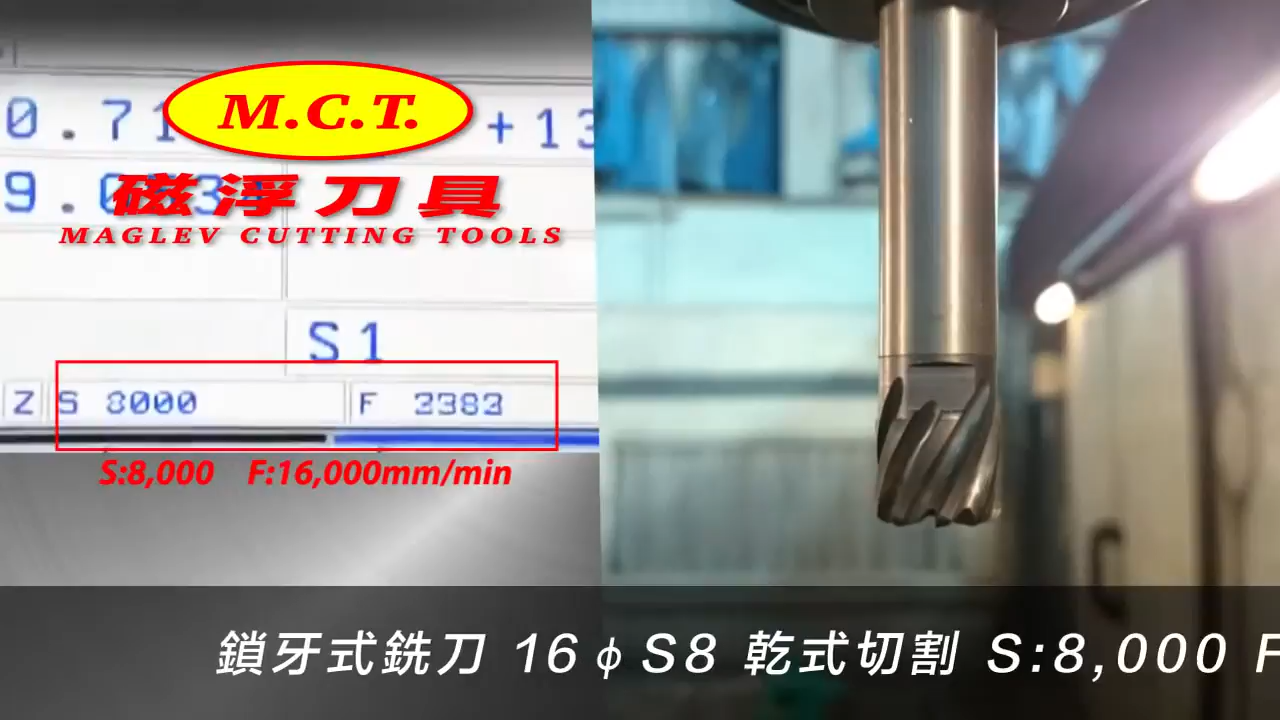 M.C.T.
磁浮刀具
MAGLEV CUTTING TOOLS
S1
Z S 8000 F
S:8,000 F:16,000mm/min
鎖牙式銑刀 16φS8 乾式切割 S:8,000 F